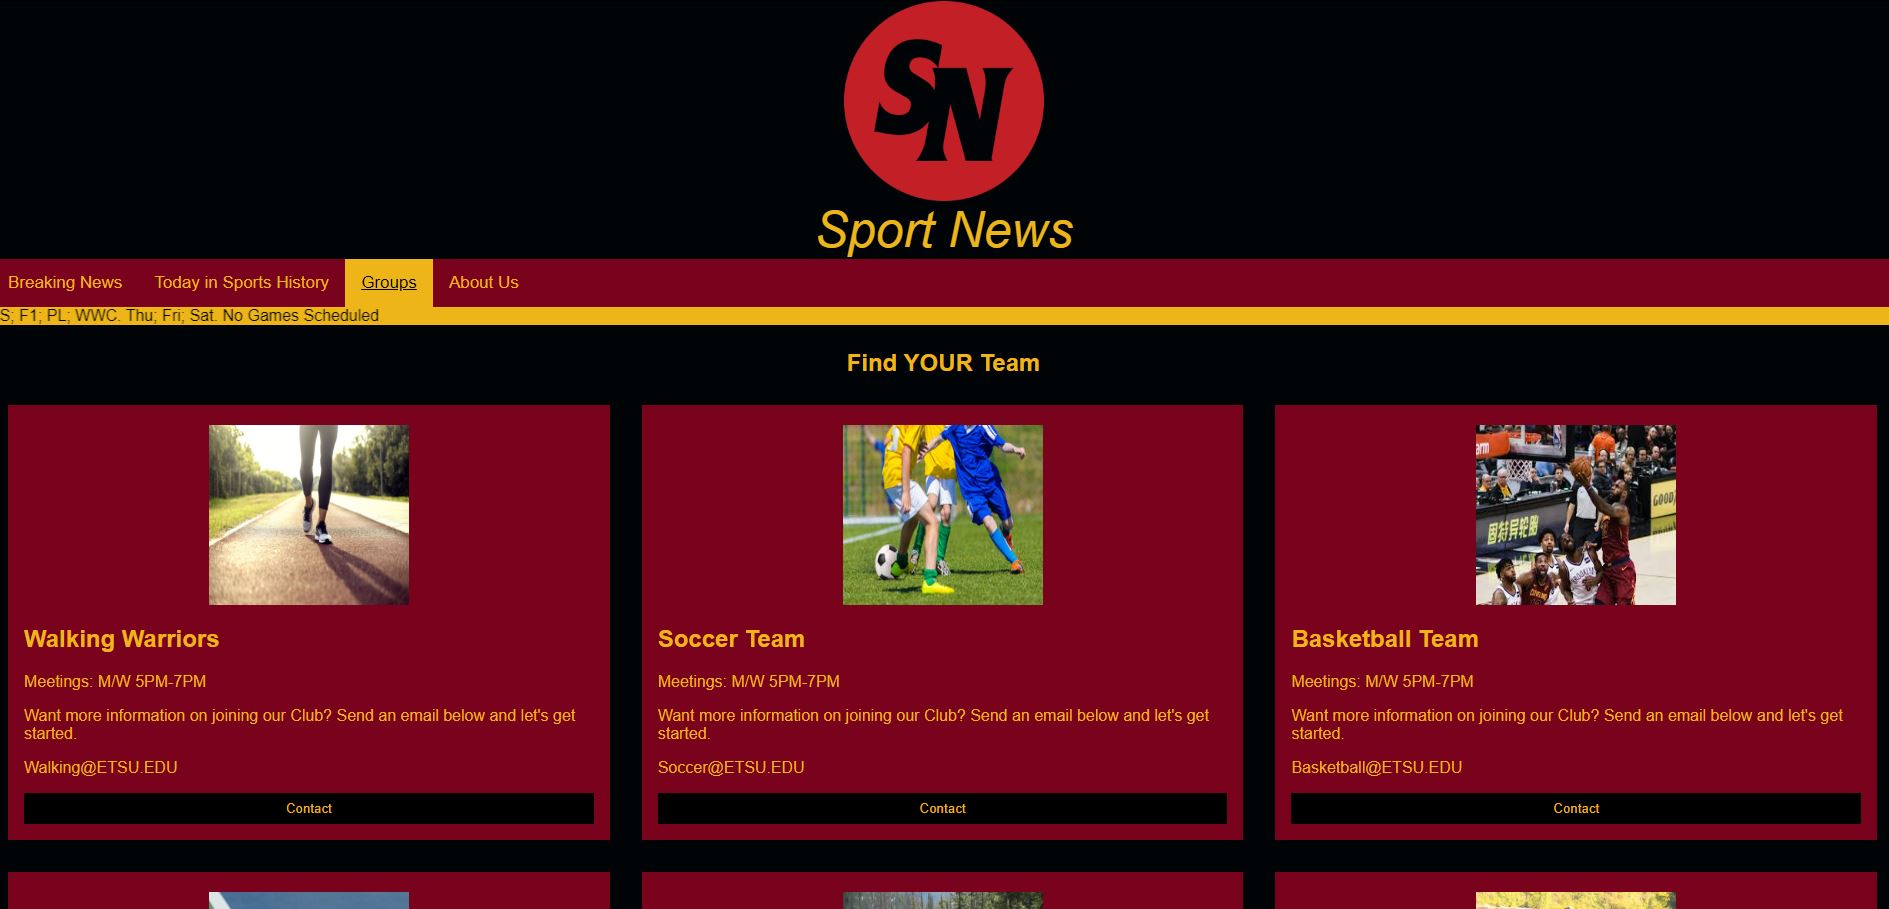 SN
Sport News
Breaking News Today in Sports History Groups About Us
S; F1; PL; WWC. Thu; Fri; Sat. No Games Scheduled
Find YOUR Team
Walking Warriors
Meetings: M/W 5PM-7PM
Want more information on joining our Club? Send an email below and let's get
started.
Walking@ETSU.EDU
Contact
Soccer Team
Meetings: M/W 5PM-7PM
Want more information on joining our Club? Send an email below and let's get
started.
Soccer@ETSU.EDU
Contact
固特异轮胎
Basketball Team
Meetings: M/W 5PM-7PM
Want more information on joining our Club? Send an email below and let's get
started.
Basketball@ETSU.EDU
Contact